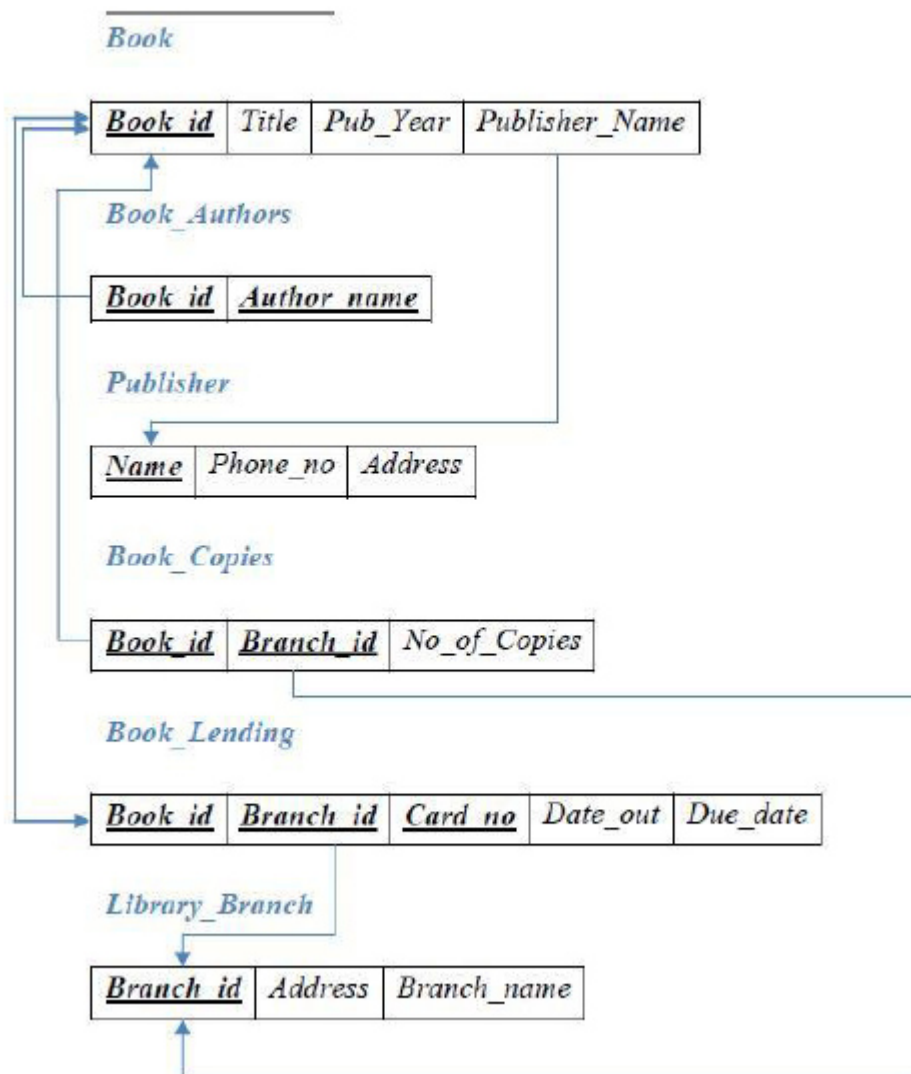 Book
Book_id Title Pub_Year Publisher_Name
Book_Authors
Book_id Author_name
Publisher
Name Phone_no Address
Book_Copies
Book_id Branch_id No_of_Copies
Book_Lending
Book_id Branch_id Card_no Date_out Due_date
Library_Branch
Branch_id Address Branch_name